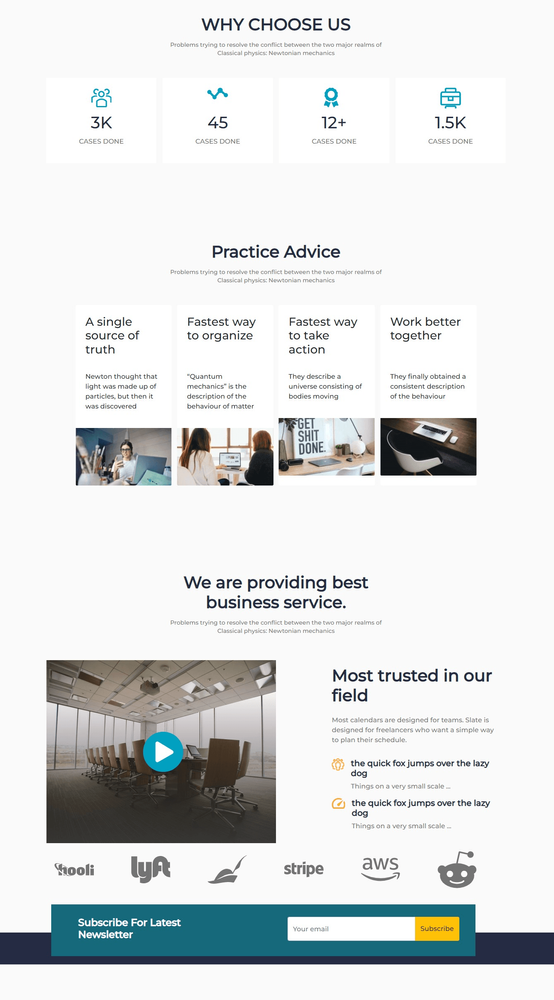 WHY CHOOSE US
Problems trying to resolve the conflict between the two major realms of
Classical physics: Newtonian mechanics
3K
CASES DONE
45
CASES DONE
12+
CASES DONE
1.5K
CASES DONE
Practice Advice
Problems trying to resolve the conflict between the two major realms of
Classical physics: Newtonian mechanics
A single
source of
truth
Newton thought that
light was made up of
particles, but then it
was discovered
Fastest way
to organize
“Quantum
mechanics” is the
description of the
behaviour of matter
Fastest way
to take
action
They describe a
universe consisting of
bodies moving
GET
SHIT
DONE.
Work better
together
They finally obtained a
consistent description
of the behaviour
We are providing best
business service.
Problems trying to resolve the conflict between the two major realms of
Classical physics: Newtonian mechanics
Most trusted in our
field
Most calendars are designed for teams. Slate is
designed for freelancers who want a simple way
to plan their schedule.
the quick fox jumps over the lazy
dog
Things on a very small scale ...
the quick fox jumps over the lazy
dog
Things on a very small scale ...
hooli
lyft
stripe
aws
Subscribe For Latest
Newsletter
Your email
Subscribe